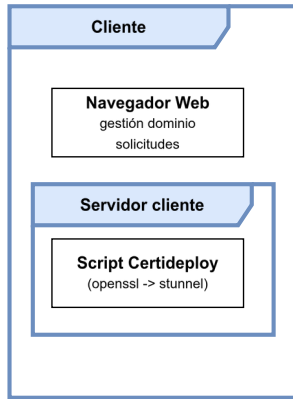 Cliente
Navegador Web
gestión dominio
solicitudes
Servidor cliente
Script Certideploy
(openssl -> stunnel)